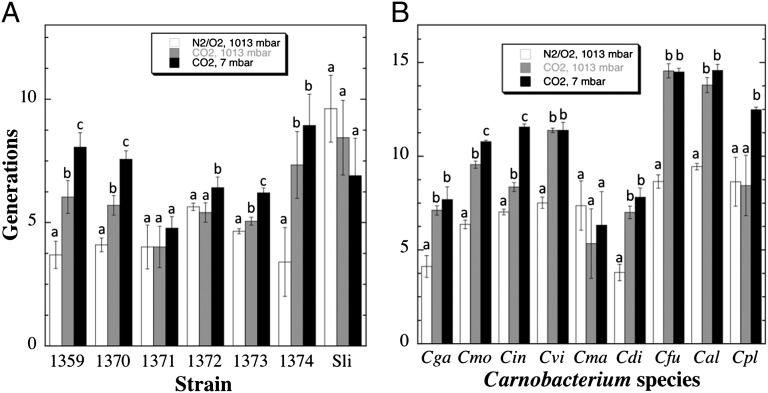 A
N2/O2, 1013 mbar
CO2, 1013 mbar
CO2, 7 mbar
Generations
10
5
0
a b c
a b c
a a a
a a b
a b c
a b b
a a a
1359 1370 1371 1372 1373 1374 Sli
Strain
B
N2/O2, 1013 mbar
CO2, 1013 mbar
CO2, 7 mbar
15
10
5
0
a b b
a b c
a b c
a b b
a a a
a b b
a b b
a b b
a a b
Cga Cmo Cin Cvi Cma Cdi Cfu Cal Cpl
Carnobacterium species